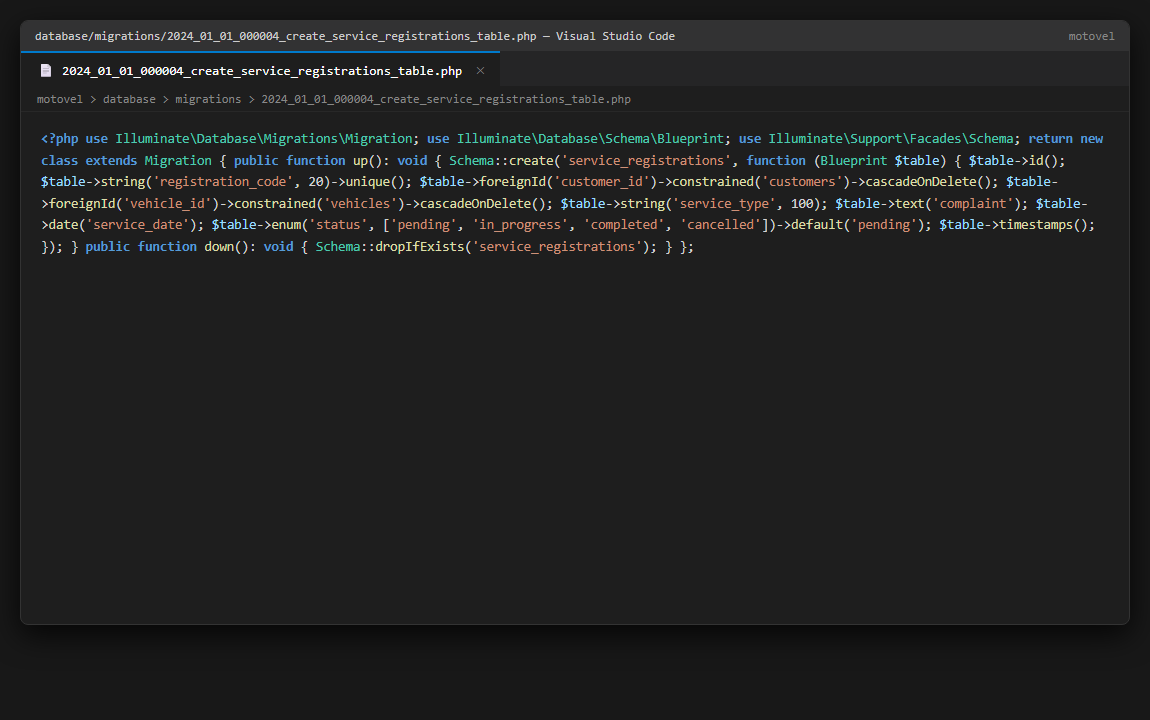 database/migrations/2024_01_01_000004_create_service_registrations_table.php — Visual Studio Code
motovel
2024_01_01_000004_create_service_registrations_table.php ×
motovel > database > migrations > 2024_01_01_000004_create_service_registrations_table.php
<?php use Illuminate\Database\Migrations\Migration; use Illuminate\Database\Schema\Blueprint; use Illuminate\Support\Facades\Schema; return new
class extends Migration { public function up(): void { Schema::create('service_registrations', function (Blueprint $table) { $table->id();
$table->string('registration_code', 20)->unique(); $table->foreignId('customer_id')->constrained('customers')->cascadeOnDelete(); $table-
>foreignId('vehicle_id')->constrained('vehicles')->cascadeOnDelete(); $table->string('service_type', 100); $table->text('complaint'); $table-
>date('service_date'); $table->enum('status', ['pending', 'in_progress', 'completed', 'cancelled'])->default('pending'); $table->timestamps();
}); } public function down(): void { Schema::dropIfExists('service_registrations'); } };